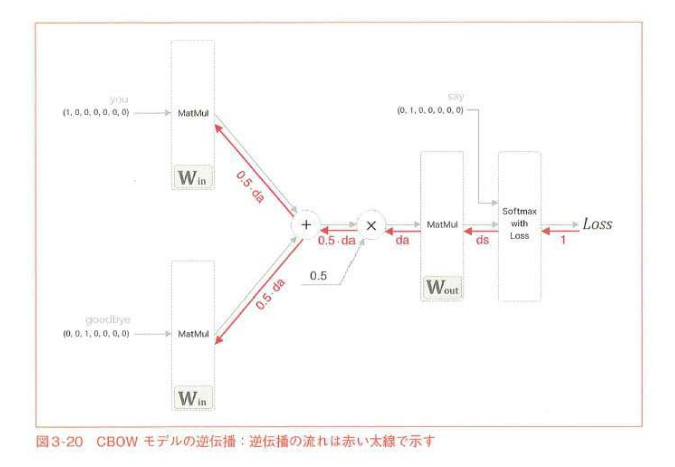 you
(1, 0, 0, 0, 0, 0, 0)
MatMul
W in
0.5·da
say
(0, 1, 0, 0, 0, 0, 0)
+
0.5·da
×
da
MatMul
W out
ds
Softmax
with
Loss
1
Loss
0.5
0.5·da
goodbye
(0, 0, 1, 0, 0, 0, 0)
MatMul
W in
図3-20 CBOW モデルの逆伝播：逆伝播の流れは赤い太線で示す